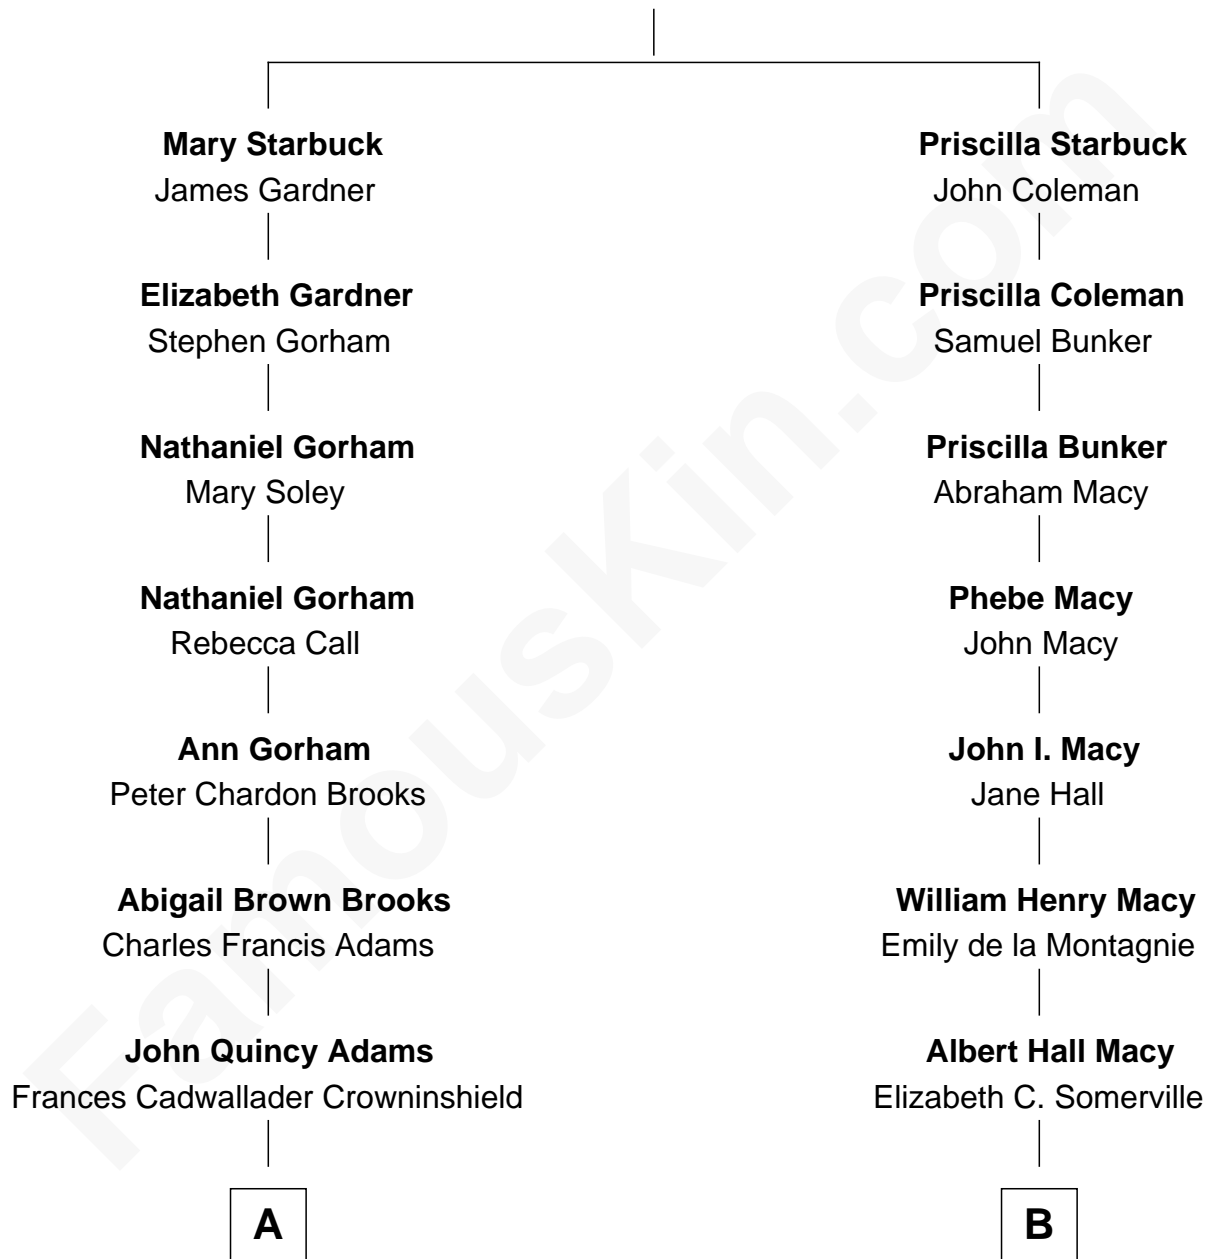 Mary Starbuck
James Gardner
Elizabeth Gardner
Stephen Gorham
Nathaniel Gorham
Mary Soley
Nathaniel Gorham
Rebecca Call
Ann Gorham
Peter Chardon Brooks
Abigail Brown Brooks
Charles Francis Adams
John Quincy Adams
Frances Cadwallader Crowninshield
A
Priscilla Starbuck
John Coleman
Priscilla Coleman
Samuel Bunker
Priscilla Bunker
Abraham Macy
Phebe Macy
John Macy
John I. Macy
Jane Hall
William Henry Macy
Emily de la Montagnie
Albert Hall Macy
Elizabeth C. Somerville
B
FamousKin.com